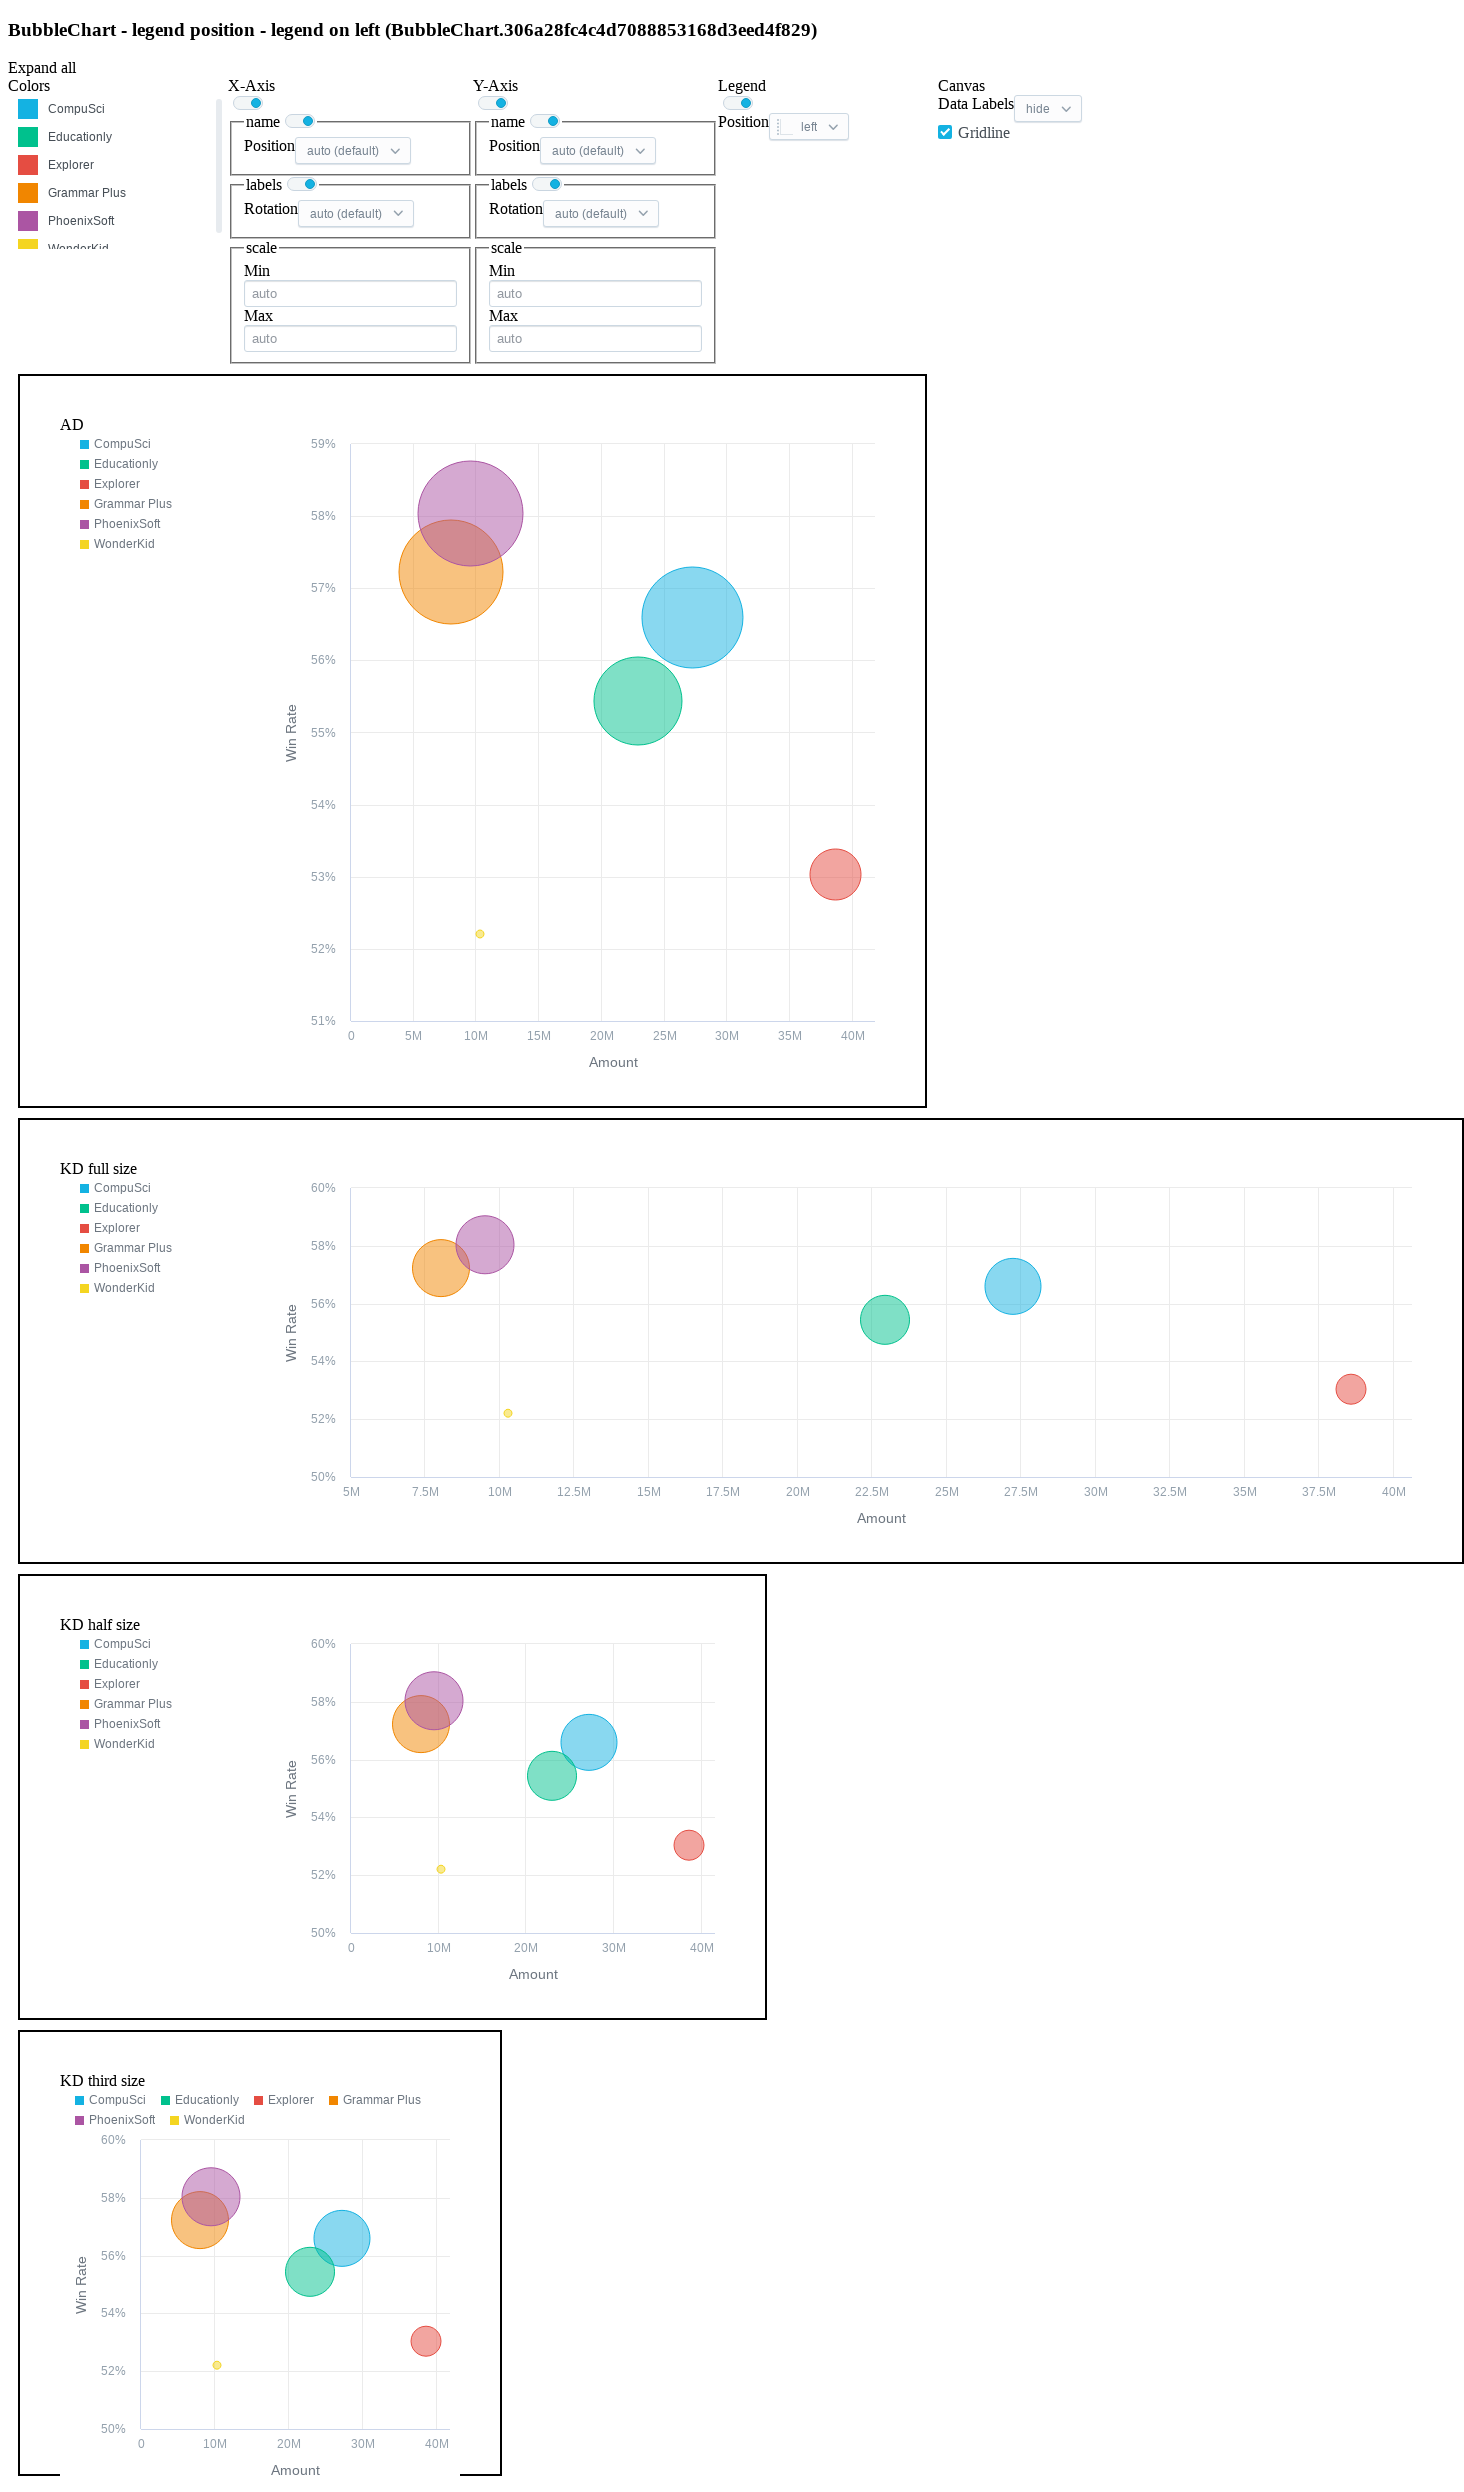 BubbleChart - legend position - legend on left (BubbleChart.306a28fc4c4d7088853168d3eed4f829)
Expand all
Colors
CompuSci
Educationly
Explorer
Grammar Plus
PhoenixSoft
WonderKid
X-Axis
name
Position auto (default)
labels
Rotation auto (default)
scale
Min
auto
Max
auto
Y-Axis
name
Position auto (default)
labels
Rotation auto (default)
scale
Min
auto
Max
auto
Legend
Position left
Canvas
Data Labels hide
Gridline
AD
CompuSci
Educationly
Explorer
Grammar Plus
PhoenixSoft
WonderKid
Win Rate
59%
58%
57%
56%
55%
54%
53%
52%
51%
0 5M 10M 15M 20M 25M 30M 35M 40M
Amount
KD full size
CompuSci
Educationly
Explorer
Grammar Plus
PhoenixSoft
WonderKid
Win Rate
60%
58%
56%
54%
52%
50%
5M 7.5M 10M 12.5M 15M 17.5M 20M 22.5M 25M 27.5M 30M 32.5M 35M 37.5M 40M
Amount
KD half size
CompuSci
Educationly
Explorer
Grammar Plus
PhoenixSoft
WonderKid
Win Rate
60%
58%
56%
54%
52%
50%
0 10M 20M 30M 40M
Amount
KD third size
CompuSci Educationly Explorer Grammar Plus
PhoenixSoft WonderKid
Win Rate
60%
58%
56%
54%
52%
50%
0 10M 20M 30M 40M
Amount